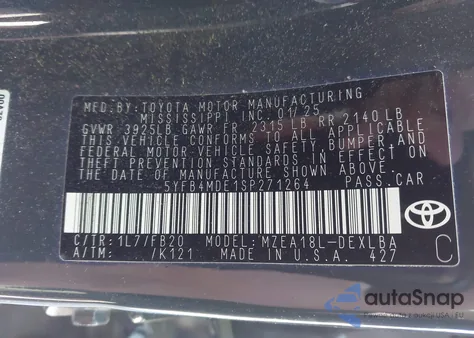 MFD. BY: TOYOTA MOTOR MANUFACTURING
MISSISSIPPI INC. 01/25
GVWR 3925LB GAWR FR 2315 LB RR 2140 LB
THIS VEHICLE CONFORMS TO ALL APPLICABLE
FEDERAL MOTOR VEHICLE SAFETY, BUMPER, AND
THEFT PREVENTION STANDARDS IN EFFECT ON
THE DATE OF MANUFACTURE SHOWN ABOVE.
5YFB4MDE1SP271264 PASS.CAR
C/TR: 1L7/FB20 MODEL: MZEA18L-DEXLBA
A/TM: /K121 MADE IN U.S.A. 427
C
TOYOTA
autoSnap